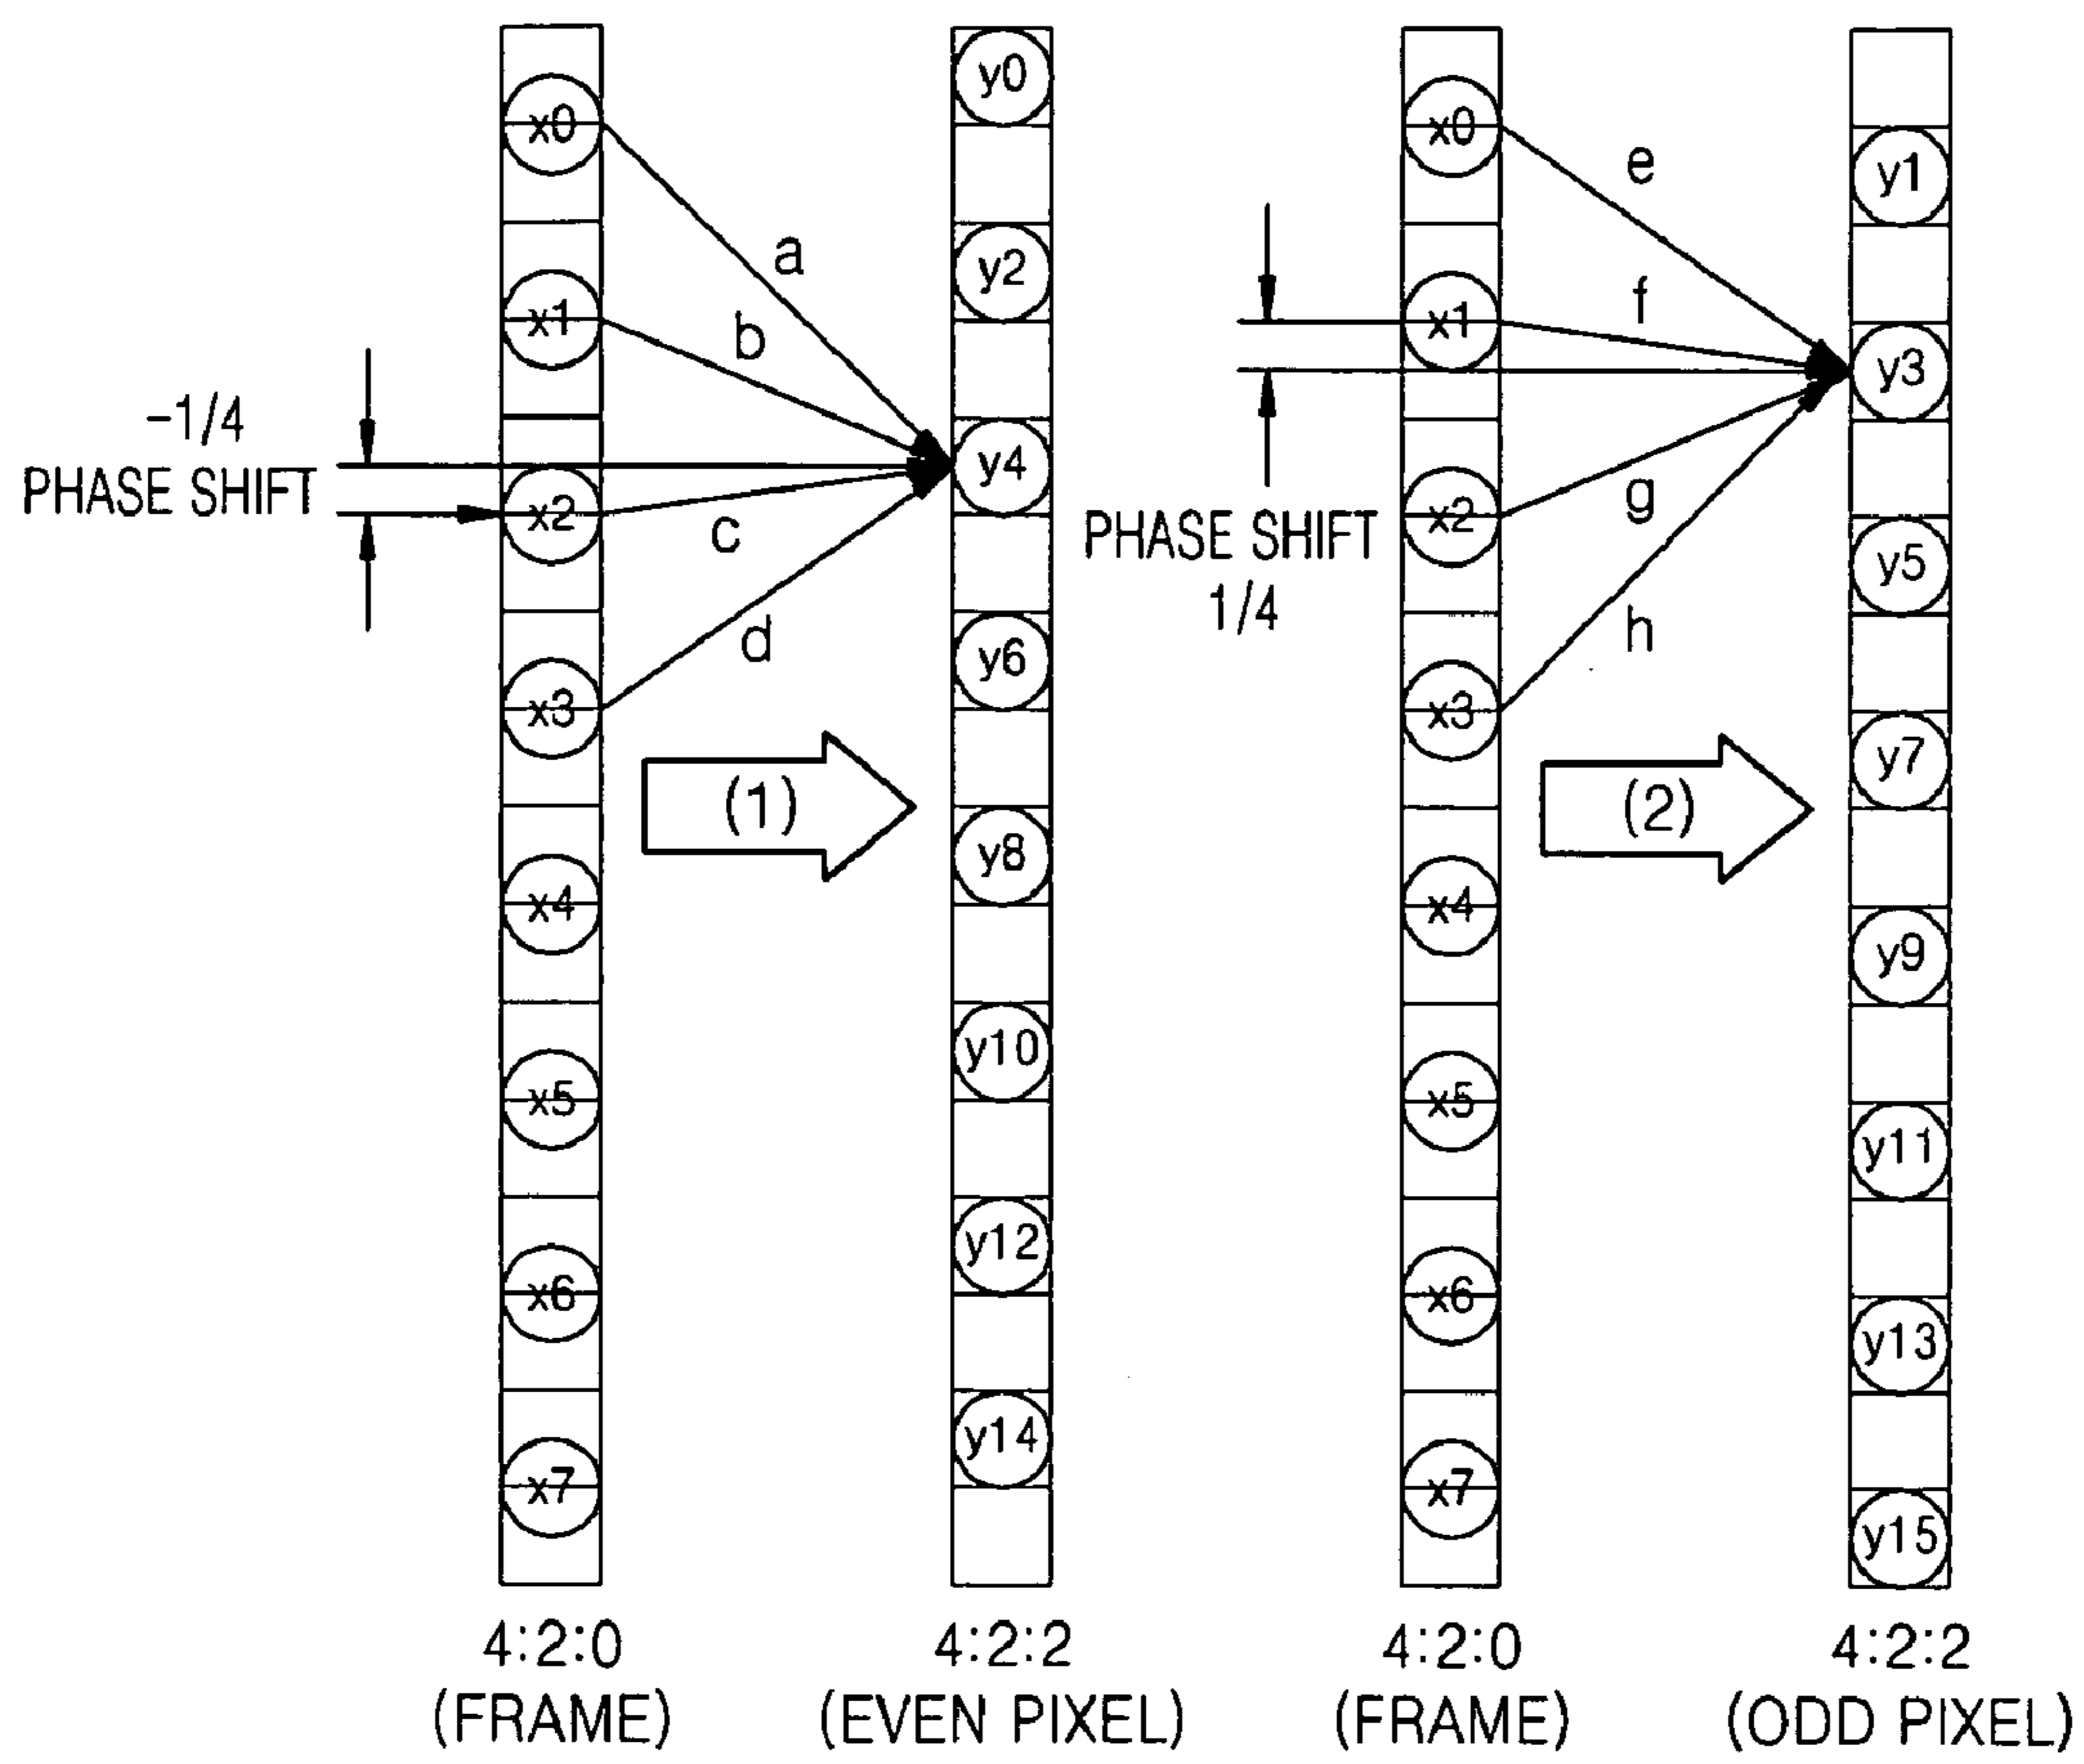 x0
x1
x2
x3
x4
x5
x6
x7
-1/4
PHASE SHIFT
a
b
c
d
(1)
y0
y2
y4
y6
y8
y10
y12
y14
4:2:0
(FRAME)
4:2:2
(EVEN PIXEL)
x0
x1
x2
x3
x4
x5
x6
x7
PHASE SHIFT
1/4
e
f
g
h
(2)
y1
y3
y5
y7
y9
y11
y13
y15
4:2:0
(FRAME)
4:2:2
(ODD PIXEL)